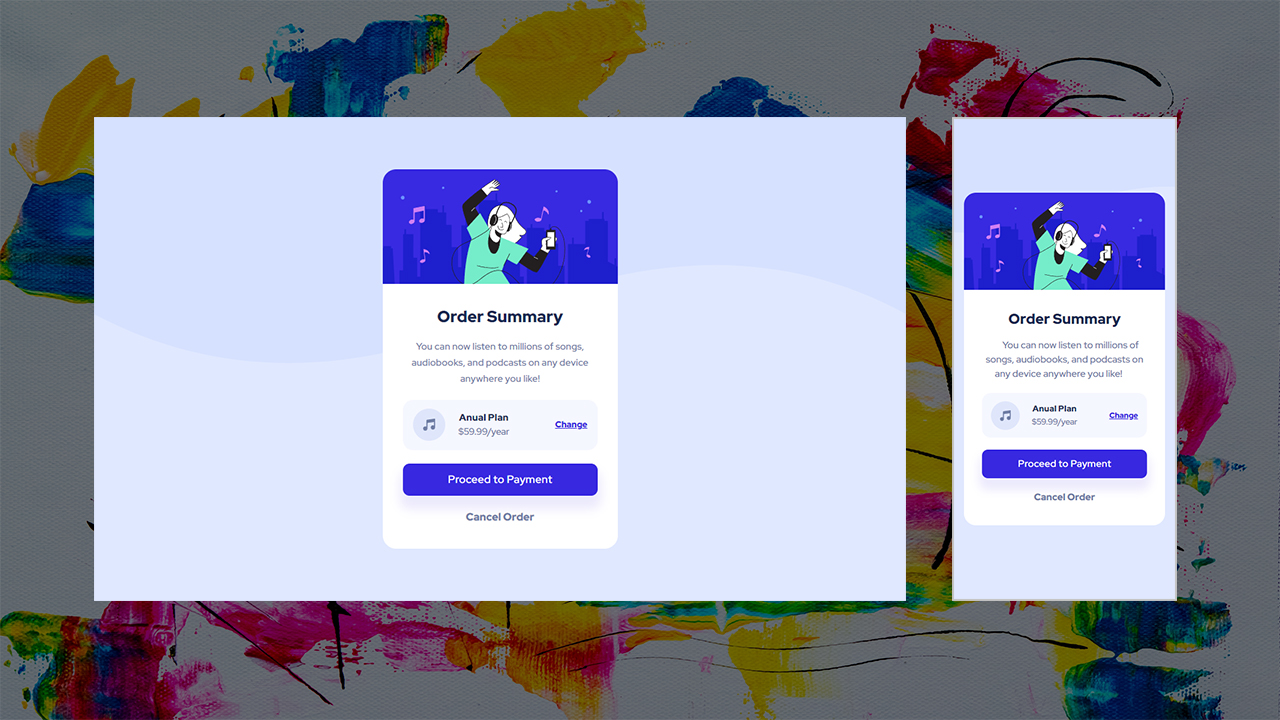 Order Summary
You can now listen to millions of songs,
audiobooks, and podcasts on any device
anywhere you like!
Anual Plan
$59.99/year
Change
Proceed to Payment
Cancel Order
Order Summary
You can now listen to millions of
songs, audiobooks, and podcasts on
any device anywhere you like!
Anual Plan
$59.99/year
Change
Proceed to Payment
Cancel Order